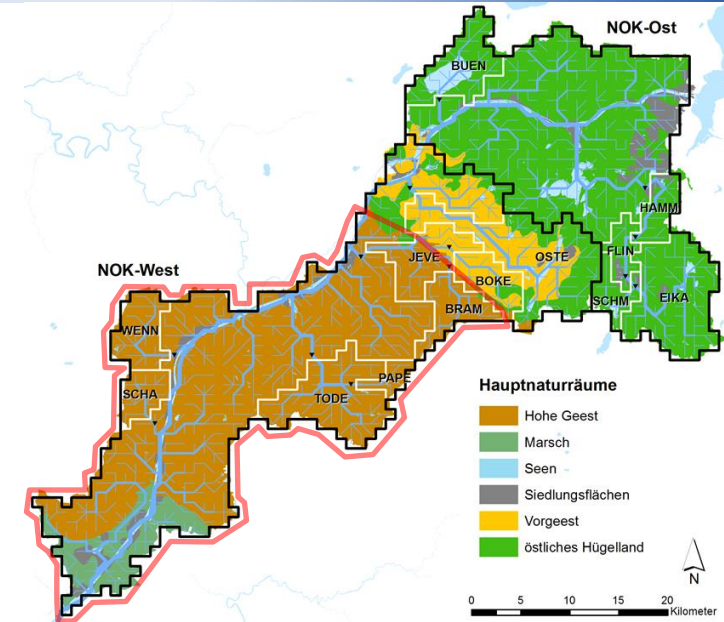 NOK-Ost
BUEN
HAMM
FLIN
JEVE
OSTE
NOK-West
BOKE
SCHM
EIKA
BRAM
WENN
PAPE
SCHA
TODE
Hauptnaturräume
Hohe Geest
Marsch
Seen
Siedlungsflächen
Vorgeest
östliches Hügelland
N
0 5 10 15 20
Kilometer